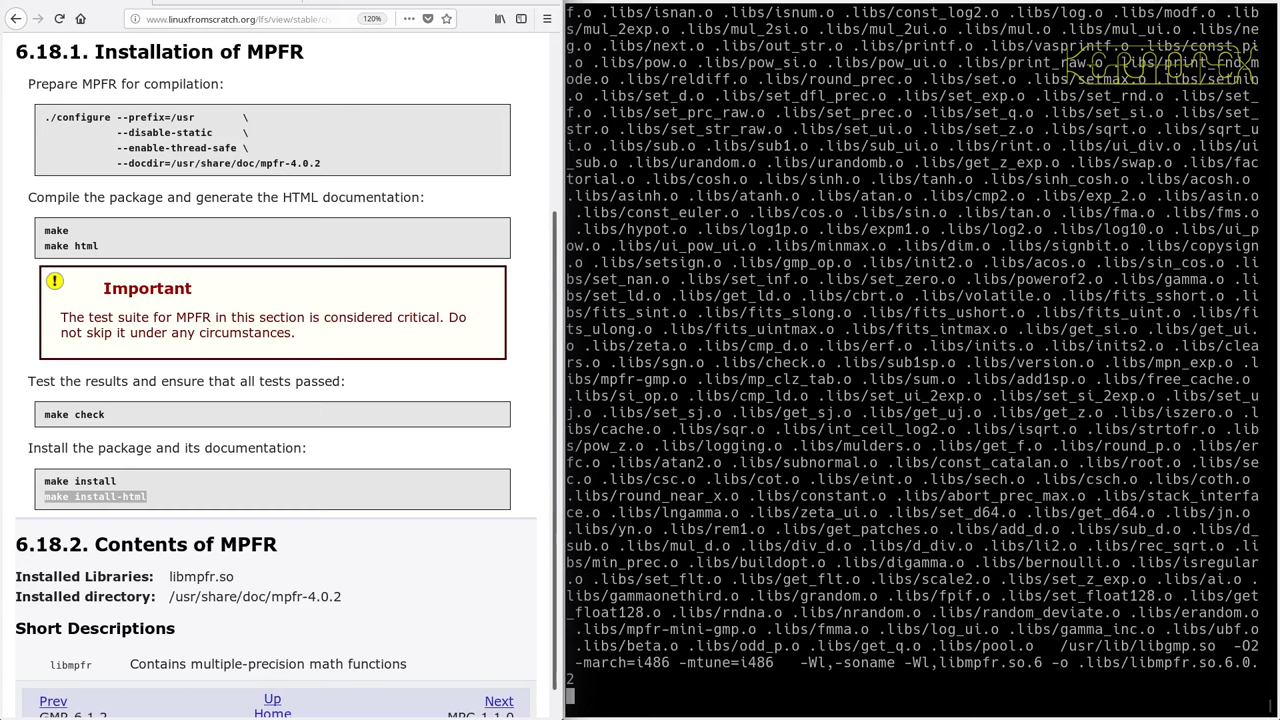 www.linuxfromscratch.org/lfs/view/stable/ch
120%
6.18.1. Installation of MPFR
Prepare MPFR for compilation:
./configure --prefix=/usr        \
            --disable-static     \
            --enable-thread-safe \
            --docdir=/usr/share/doc/mpfr-4.0.2
Compile the package and generate the HTML documentation:
make
make html
Important
The test suite for MPFR in this section is considered critical. Do
not skip it under any circumstances.
Test the results and ensure that all tests passed:
make check
Install the package and its documentation:
make install
make install-html
6.18.2. Contents of MPFR
Installed Libraries: libmpfr.so
Installed directory: /usr/share/doc/mpfr-4.0.2
Short Descriptions
libmpfr Contains multiple-precision math functions
Prev Up Next
GMP-6.1.2 Home MPC-1.1.0
f.o .libs/isnan.o .libs/isnum.o .libs/const_log2.o .libs/log.o .libs/modf.o .lib
s/mul_2exp.o .libs/mul_2si.o .libs/mul_2ui.o .libs/mul.o .libs/mul_ui.o .libs/ne
g.o .libs/next.o .libs/out_str.o .libs/printf.o .libs/vasprintf.o .libs/const_pi
.o .libs/pow.o .libs/pow_si.o .libs/pow_ui.o .libs/print_raw.o .libs/print_rnd_m
ode.o .libs/reldiff.o .libs/round_prec.o .libs/set.o .libs/setmax.o .libs/setmi
.o .libs/set_d.o .libs/set_dfl_prec.o .libs/set_exp.o .libs/set_rnd.o .libs/set_
f.o .libs/set_prc_raw.o .libs/set_prec.o .libs/set_q.o .libs/set_si.o .libs/set_
str.o .libs/set_str_raw.o .libs/set_ui.o .libs/set_z.o .libs/sqrt.o .libs/sqrt_u
i.o .libs/sub.o .libs/sub1.o .libs/sub_ui.o .libs/rint.o .libs/ui_div.o .libs/ui
_sub.o .libs/urandom.o .libs/urandomb.o .libs/get_z_exp.o .libs/swap.o .libs/fac
torial.o .libs/cosh.o .libs/sinh.o .libs/tanh.o .libs/sinh_cosh.o .libs/acosh.o
.libs/asinh.o .libs/atanh.o .libs/atan.o .libs/cmp2.o .libs/exp_2.o .libs/asin.o
.libs/const_euler.o .libs/cos.o .libs/sin.o .libs/tan.o .libs/fma.o .libs/fms.o
.libs/hypot.o .libs/log1p.o .libs/expm1.o .libs/log2.o .libs/log10.o .libs/ui_p
ow.o .libs/ui_pow_ui.o .libs/minmax.o .libs/dim.o .libs/signbit.o .libs/copysign
.o .libs/setsign.o .libs/gmp_op.o .libs/init2.o .libs/acos.o .libs/sin_cos.o .li
bs/set_nan.o .libs/set_inf.o .libs/set_zero.o .libs/powerof2.o .libs/gamma.o .li
bs/set_ld.o .libs/get_ld.o .libs/cbrt.o .libs/volatile.o .libs/fits_sshort.o .li
bs/fits_sint.o .libs/fits_slong.o .libs/fits_ushort.o .libs/fits_uint.o .libs/fi
ts_ulong.o .libs/fits_uintmax.o .libs/fits_intmax.o .libs/get_si.o .libs/get_ui.
o .libs/zeta.o .libs/cmp_d.o .libs/erf.o .libs/inits.o .libs/inits2.o .libs/clea
rs.o .libs/sgn.o .libs/check.o .libs/sub1sp.o .libs/version.o .libs/mpn_exp.o .l
ibs/mpfr-gmp.o .libs/mp_clz_tab.o .libs/sum.o .libs/add1sp.o .libs/free_cache.o
.libs/si_op.o .libs/cmp_ld.o .libs/set_ui_2exp.o .libs/set_si_2exp.o .libs/set_u
j.o .libs/set_sj.o .libs/get_sj.o .libs/get_uj.o .libs/get_z.o .libs/iszero.o .l
ibs/cache.o .libs/sqr.o .libs/int_ceil_log2.o .libs/isqrt.o .libs/strtofr.o .lib
s/pow_z.o .libs/logging.o .libs/mulders.o .libs/get_f.o .libs/round_p.o .libs/er
fc.o .libs/atan2.o .libs/subnormal.o .libs/const_catalan.o .libs/root.o .libs/se
c.o .libs/csc.o .libs/cot.o .libs/eint.o .libs/sech.o .libs/csch.o .libs/coth.o
.libs/round_near_x.o .libs/constant.o .libs/abort_prec_max.o .libs/stack_interfa
ce.o .libs/lngamma.o .libs/zeta_ui.o .libs/set_d64.o .libs/get_d64.o .libs/jn.o
.libs/yn.o .libs/rem1.o .libs/get_patches.o .libs/add_d.o .libs/sub_d.o .libs/d_
sub.o .libs/mul_d.o .libs/div_d.o .libs/d_div.o .libs/li2.o .libs/rec_sqrt.o .li
bs/min_prec.o .libs/buildopt.o .libs/digamma.o .libs/bernoulli.o .libs/isregular
.o .libs/set_flt.o .libs/get_flt.o .libs/scale2.o .libs/set_z_exp.o .libs/ai.o .
libs/gammaonethird.o .libs/grandom.o .libs/fpif.o .libs/set_float128.o .libs/get
_float128.o .libs/rndna.o .libs/nrandom.o .libs/random_deviate.o .libs/erandom.o
.libs/mpfr-mini-gmp.o .libs/fmma.o .libs/log_ui.o .libs/gamma_inc.o .libs/ubf.o
.libs/beta.o .libs/odd_p.o .libs/get_q.o .libs/pool.o   /usr/lib/libgmp.so  -O2
-march=i486 -mtune=i486   -Wl,-soname -Wl,libmpfr.so.6 -o .libs/libmpfr.so.6.0.
2